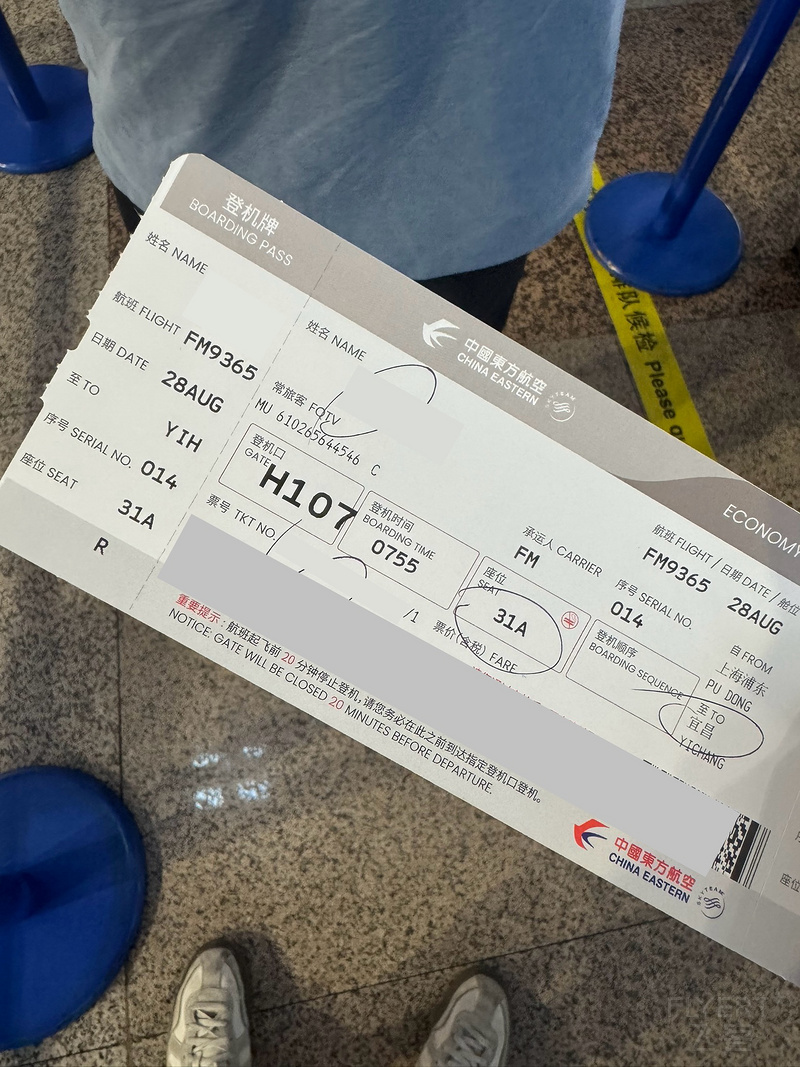 登机牌
BOARDING PASS
姓名 NAME
航班 FLIGHT FM9365
日期 DATE 28AUG
至 TO YIH
序号 SERIAL NO. 014
座位 SEAT 31A
R
中國東方航空
CHINA EASTERN
SKYTEAM
ECONOMY
姓名 NAME
常旅客 FQTV
MU 610265644546 C
登机口
GATE H107
登机时间
BOARDING TIME
0755
承运人 CARRIER
FM
航班 FLIGHT / 日期 DATE / 舱位
FM9365 28AUG
座位
SEAT
31A
序号 SERIAL NO.
014
登机顺序
BOARDING SEQUENCE
自 FROM
上海浦东
PU DONG
至 TO
宜昌
YICHANG
票号 TKT NO.
/1
票价(含税) FARE
重要提示：航班起飞前 20 分钟停止登机，请您务必在此之前到达指定登机口登机。
NOTICE: GATE WILL BE CLOSED 20 MINUTES BEFORE DEPARTURE.
中國東方航空
CHINA EASTERN
SKYTEAM
座位
队候检 Please
FLYERT